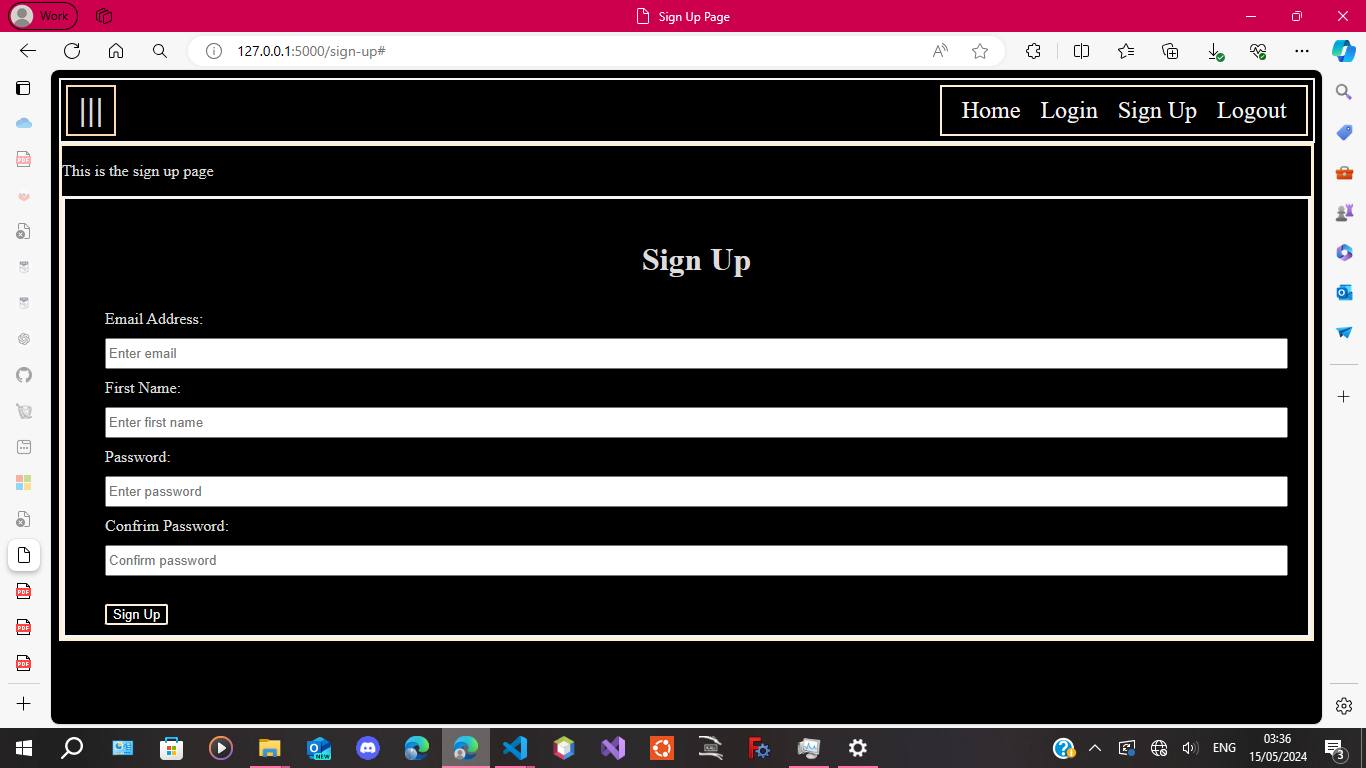 Work
Sign Up Page
127.0.0.1:5000/sign-up#
|||
Home Login Sign Up Logout
This is the sign up page
Sign Up
Email Address:
Enter email
First Name:
Enter first name
Password:
Enter password
Confrim Password:
Confirm password
Sign Up
ENG
03:36
15/05/2024
3